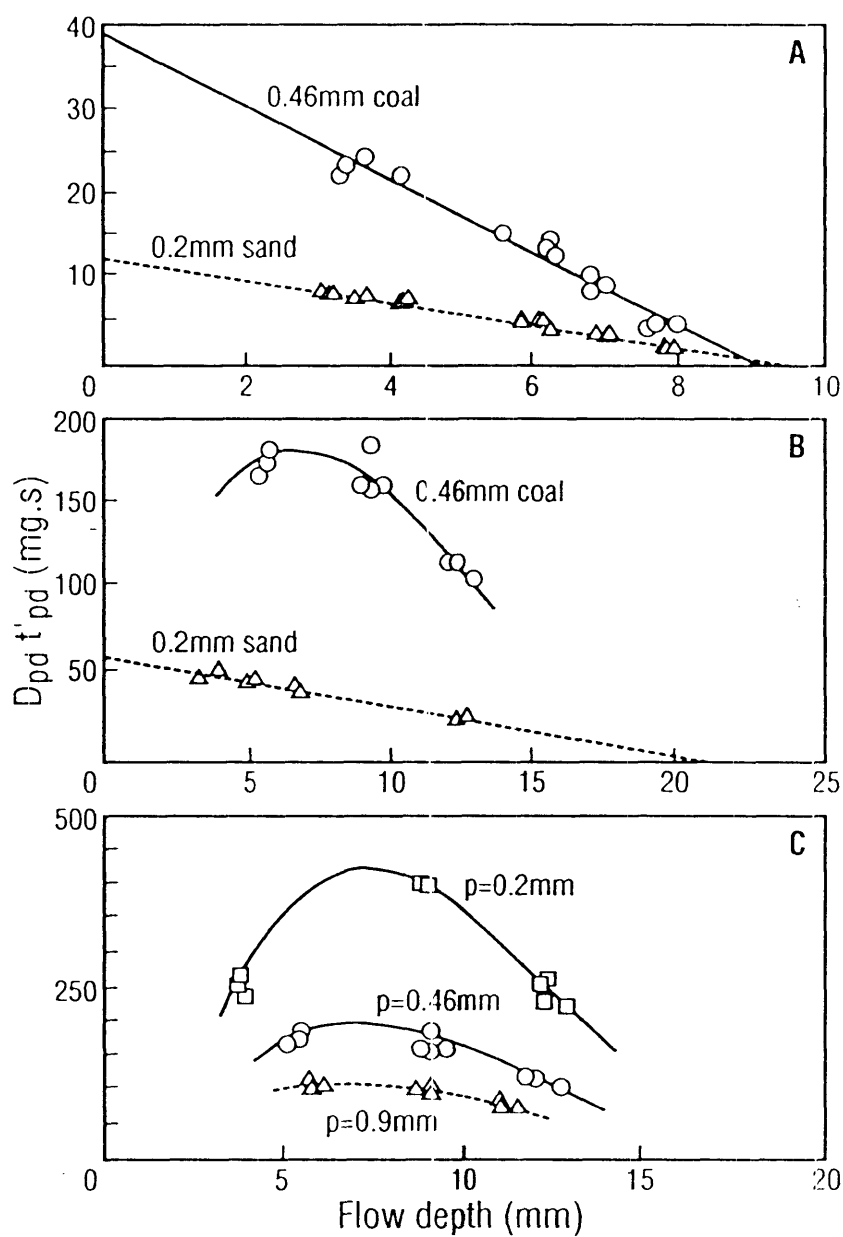 40
A
0.46mm coal
30
20
0.2mm sand
10
0 2 4 6 8 10
200
B
150
0.46mm coal
100
0.2mm sand
50
0 5 10 15 20 25
D pd t' pd (mg.s)
500
C
p=0.2mm
250
p=0.46mm
p=0.9mm
0 5 10 15 20
Flow depth (mm)